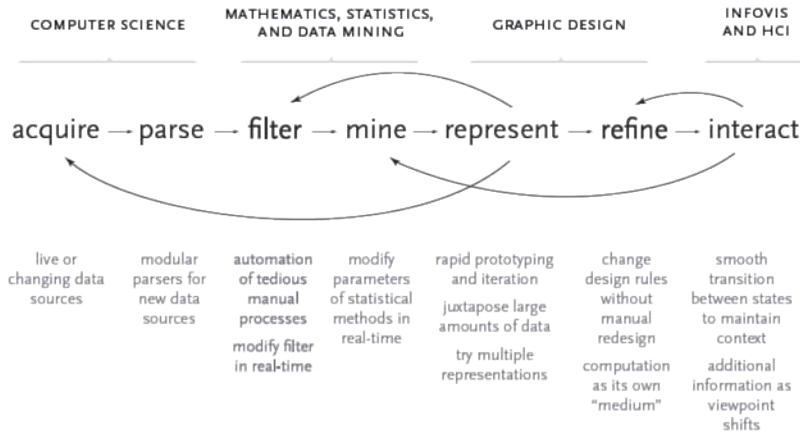 COMPUTER SCIENCE
MATHEMATICS, STATISTICS,
AND DATA MINING
GRAPHIC DESIGN
INFOVIS
AND HCI
acquire → parse → filter → mine → represent → refine → interact
live or
changing data
sources
modular
parsers for
new data
sources
automation
of tedious
manual
processes
modify filter
in real-time
modify
parameters
of statistical
methods in
real-time
rapid prototyping
and iteration
juxtapose large
amounts of data
try multiple
representations
change
design rules
without
manual
redesign
computation
as its own
“medium”
smooth
transition
between states
to maintain
context
additional
information as
viewpoint
shifts